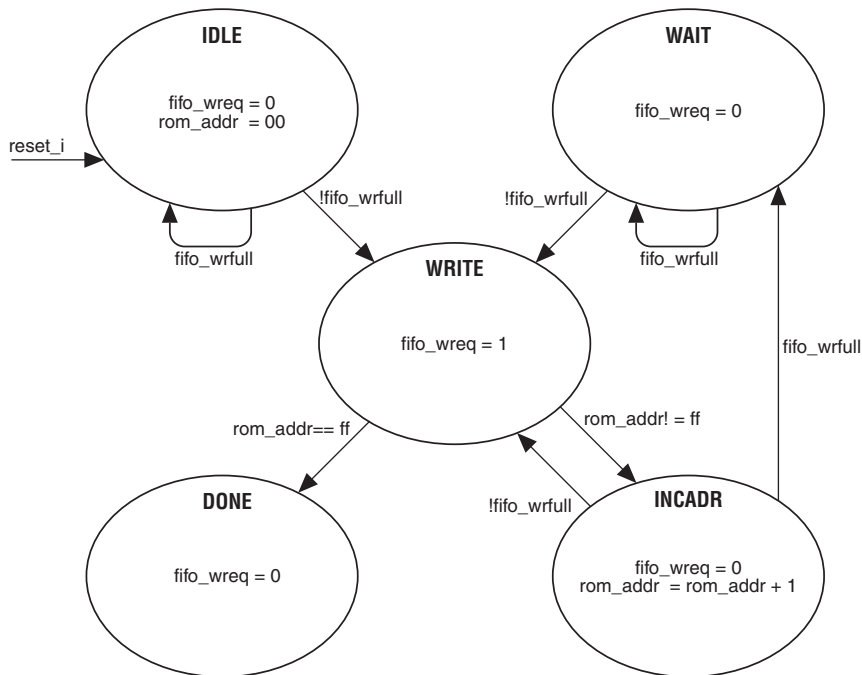 IDLE
fifo_wreq = 0
rom_addr = 00
reset_i
fifo_wrfull
!fifo_wrfull
WAIT
fifo_wreq = 0
!fifo_wrfull
fifo_wrfull
WRITE
fifo_wreq = 1
fifo_wrfull
rom_addr== ff
rom_addr! = ff
!fifo_wrfull
DONE
fifo_wreq = 0
INCADR
fifo_wreq = 0
rom_addr = rom_addr + 1